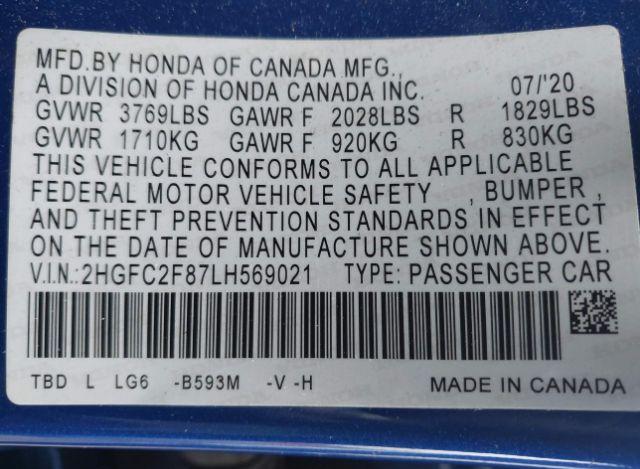 MFD.BY HONDA OF CANADA MFG.,
A DIVISION OF HONDA CANADA INC. 07/'20
GVWR 3769LBS GAWR F 2028LBS R 1829LBS
GVWR 1710KG GAWR F 920KG R 830KG
THIS VEHICLE CONFORMS TO ALL APPLICABLE
FEDERAL MOTOR VEHICLE SAFETY , BUMPER ,
AND THEFT PREVENTION STANDARDS IN EFFECT
ON THE DATE OF MANUFACTURE SHOWN ABOVE.
V.I.N.:2HGFC2F87LH569021 TYPE: PASSENGER CAR
TBD L LG6 -B593M -V -H MADE IN CANADA